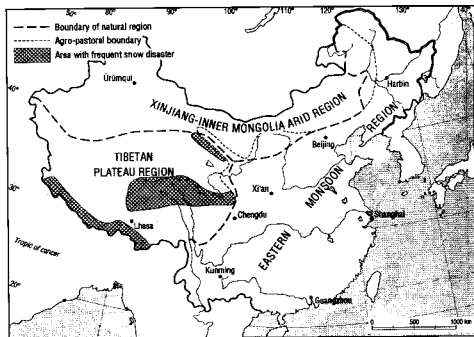 90°
100°
110°
120°
130°
140°
Boundary of natural region
Agro-pastoral boundary
Area with frequent snow disaster
Ürümqui
Harbin
40°
XINJIANG-INNER MONGOLIA ARID REGION
Beijing
REGION
TIBETAN
PLATEAU REGION
MONSOON
30°
Xi'an
Chengdu
Shanghai
Lhasa
EASTERN
Tropic of cancer
Kunming
20°
Guangzhou
0 500 1000 km